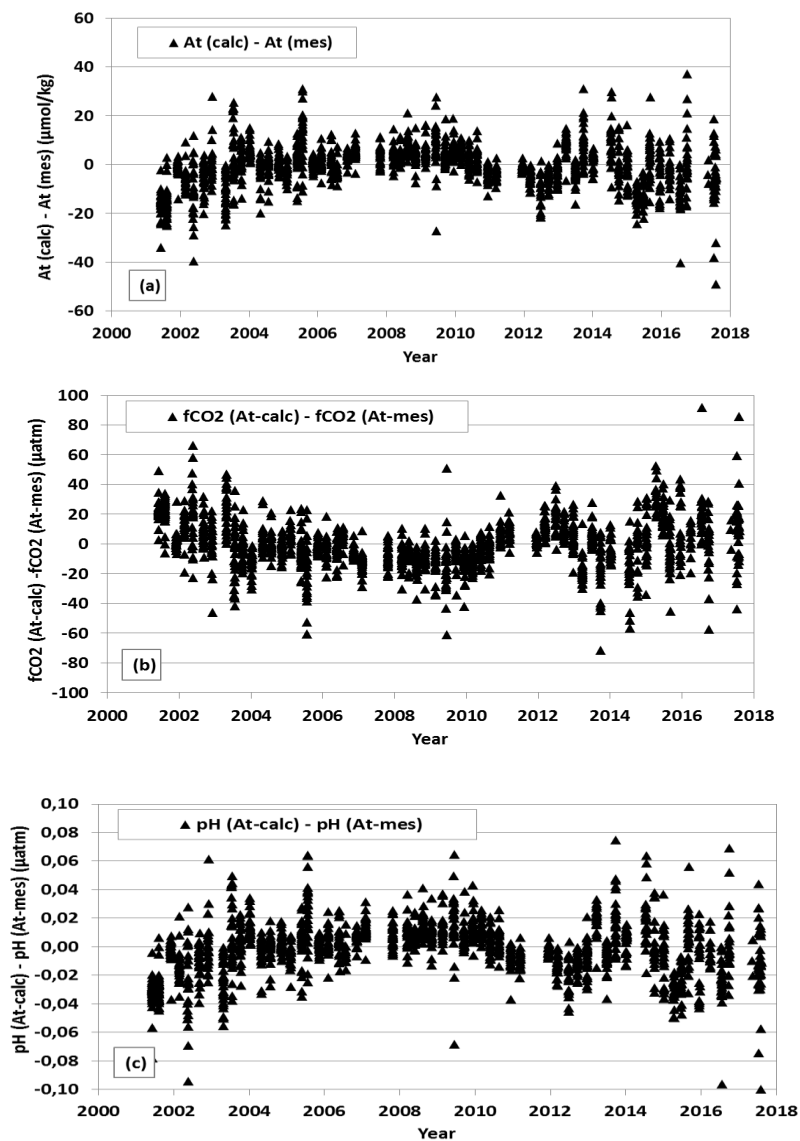 60
▲ At (calc) - At (mes)
40
20
0
-20
-40
-60
At (calc) - At (mes) (µmol/kg)
(a)
2000 2002 2004 2006 2008 2010 2012 2014 2016 2018
Year
100
▲ fCO2 (At-calc) - fCO2 (At-mes)
80
60
40
20
0
-20
-40
-60
-80
-100
fCO2 (At-calc) -fCO2 (At-mes) (µatm)
(b)
2000 2002 2004 2006 2008 2010 2012 2014 2016 2018
Year
0,10
▲ pH (At-calc) - pH (At-mes)
0,08
0,06
0,04
0,02
0,00
-0,02
-0,04
-0,06
-0,08
-0,10
pH (At-calc) - pH (At-mes) (µatm)
(c)
2000 2002 2004 2006 2008 2010 2012 2014 2016 2018
Year